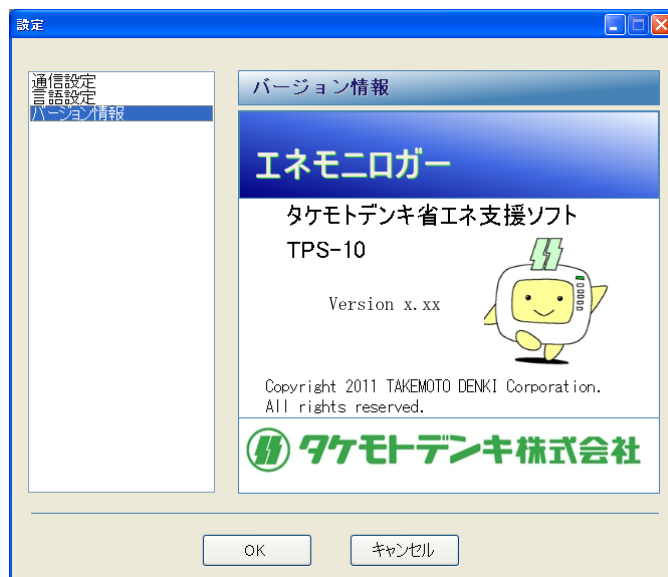 設定
通信設定
言語設定
バージョン情報
バージョン情報
エネモニロガー
タケモトデンキ省エネ支援ソフト
TPS-10
Version x.xx
Copyright 2011 TAKEMOTO DENKI Corporation.
All rights reserved.
タケモトデンキ株式会社
OK
キャンセル